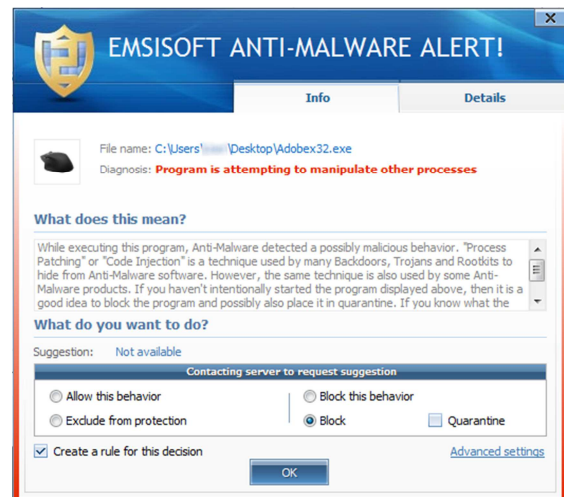 EMSISOFT ANTI-MALWARE ALERT!
Info Details
File name: C:\Users\ \Desktop\Adobex32.exe
Diagnosis: Program is attempting to manipulate other processes
What does this mean?
While executing this program, Anti-Malware detected a possibly malicious behavior. "Process
Patching" or "Code Injection" is a technique used by many Backdoors, Trojans and Rootkits to
hide from Anti-Malware software. However, the same technique is also used by some Anti-
Malware products. If you haven't intentionally started the program displayed above, then it is a
good idea to block the program and possibly also place it in quarantine. If you know what the
What do you want to do?
Suggestion: Not available
Contacting server to request suggestion
Allow this behavior Block this behavior
Exclude from protection Block Quarantine
Create a rule for this decision Advanced settings
OK